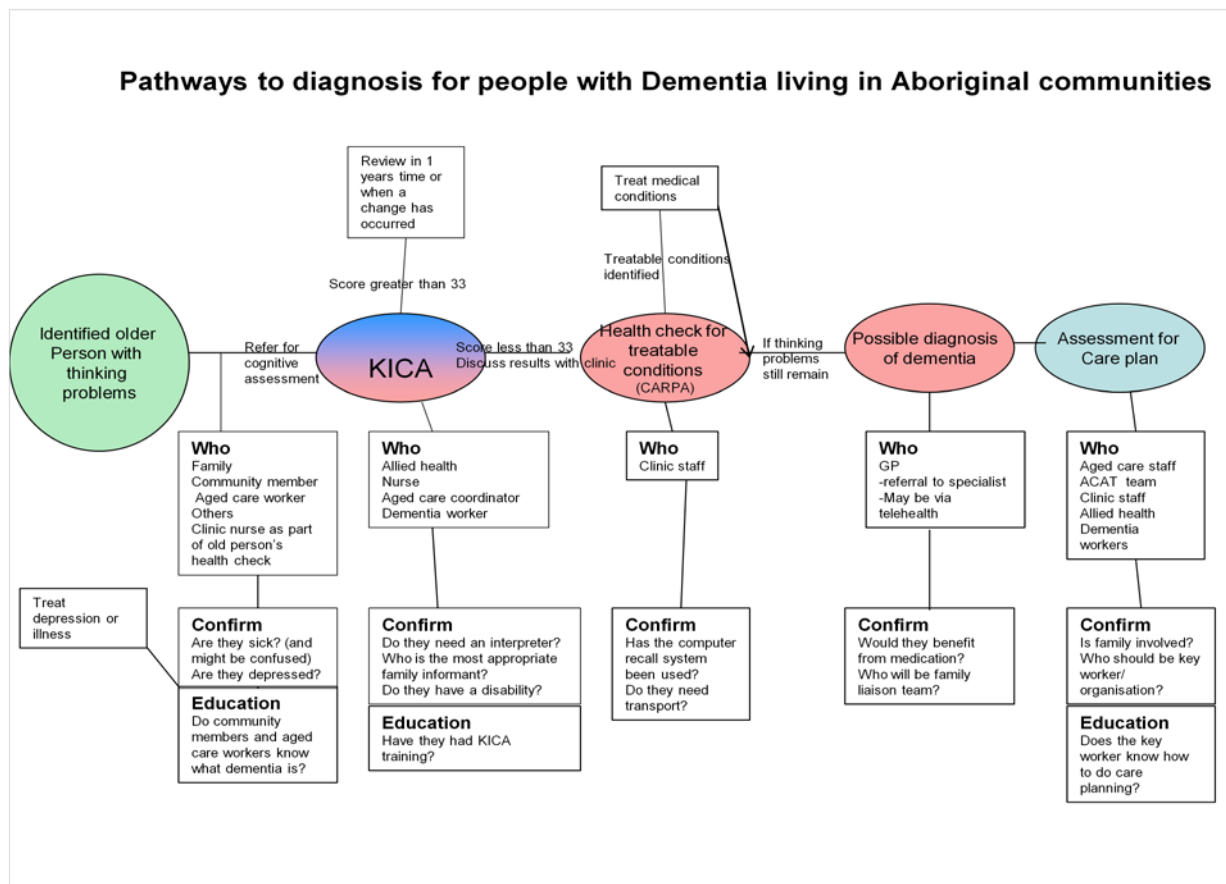 Pathways to diagnosis for people with Dementia living in Aboriginal communities
Review in 1
years time or
when a
change has
occurred
Treat medical
conditions
Score greater than 33
Treatable conditions
identified
Identified older
Person with
thinking
problems
Refer for
cognitive
assessment
KICA
Score less than 33
Discuss results with clinic
Health check for
treatable
conditions
(CARPA)
If thinking
problems
still remain
Possible diagnosis
of dementia
Assessment for
Care plan
Who
Family
Community member
Aged care worker
Others
Clinic nurse as part
of old person's
health check
Who
Allied health
Nurse
Aged care coordinator
Dementia worker
Who
Clinic staff
Who
GP
-referral to specialist
-May be via
telehealth
Who
Aged care staff
ACAT team
Clinic staff
Allied health
Dementia
workers
Treat
depression or
illness
Confirm
Are they sick? (and
might be confused)
Are they depressed?
Education
Do community
members and aged
care workers know
what dementia is?
Confirm
Do they need an interpreter?
Who is the most appropriate
family informant?
Do they have a disability?
Education
Have they had KICA
training?
Confirm
Has the computer
recall system
been used?
Do they need
transport?
Confirm
Would they benefit
from medication?
Who will be family
liaison team?
Confirm
Is family involved?
Who should be key
worker/
organisation?
Education
Does the key
worker know how
to do care
planning?